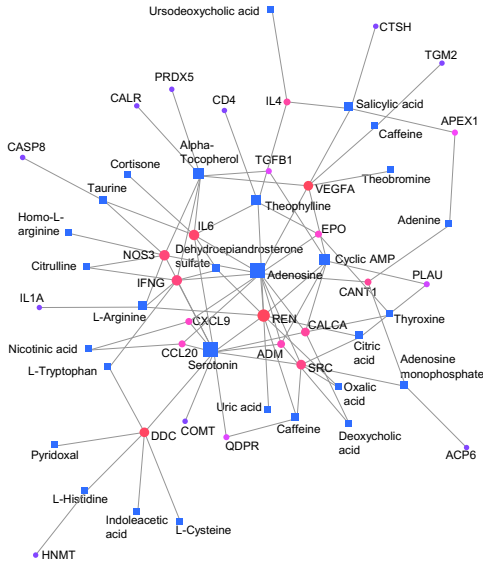 Ursodeoxycholic acid
CTSH
TGM2
PRDX5
CALR
CD4
IL4
Salicylic acid
APEX1
Caffeine
CASP8
Cortisone
Alpha-
Tocopherol
TGFB1
Taurine
VEGFA
Theobromine
Theophylline
Homo-L-
arginine
IL6
EPO
Adenine
NOS3
Dehydroepiandrosterone
sulfate
Cyclic AMP
Citrulline
IFNG
Adenosine
CANT1
PLAU
IL1A
L-Arginine
CXCL9
REN
CALCA
Thyroxine
Nicotinic acid
CCL20
Serotonin
ADM
Citric
acid
Adenosine
monophosphate
L-Tryptophan
SRC
Oxalic
acid
Uric acid
DDC
COMT
QDPR
Caffeine
Deoxycholic
acid
Pyridoxal
ACP6
L-Histidine
Indoleacetic
acid
L-Cysteine
HNMT